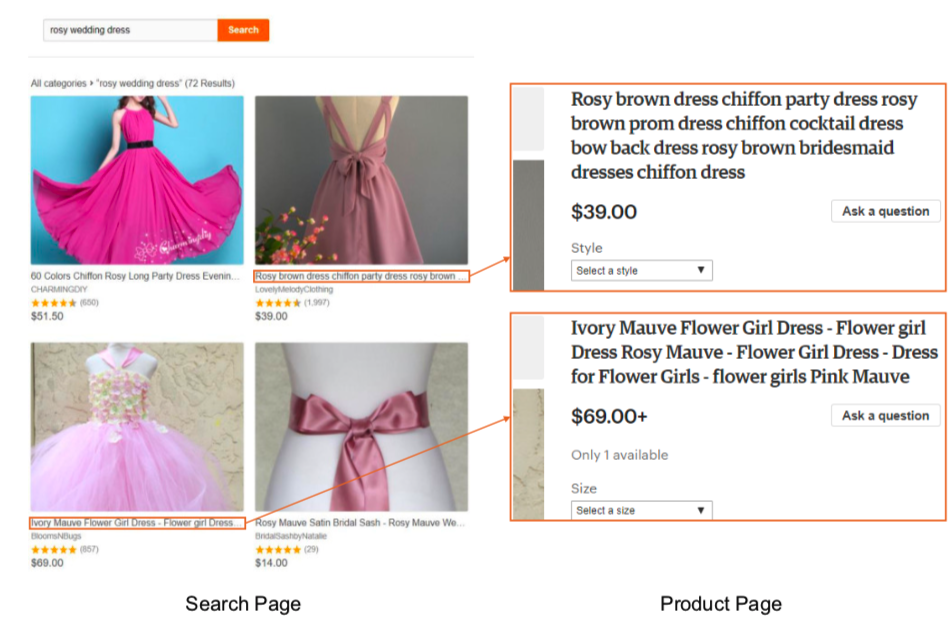 rosy wedding dress
Search
All categories ▸ "rosy wedding dress" (72 Results)
Charmingdiy
60 Colors Chiffon Rosy Long Party Dress Evenin...
CHARMINGDIY
(650)
$51.50
Rosy brown dress chiffon party dress rosy brown ...
LovelyMelodyClothing
(1,997)
$39.00
Ivory Mauve Flower Girl Dress - Flower girl Dress...
BloomsNBugs
(857)
$69.00
Rosy Mauve Satin Bridal Sash - Rosy Mauve We...
BridalSashbyNatalie
(29)
$14.00
Search Page
Rosy brown dress chiffon party dress rosy
brown prom dress chiffon cocktail dress
bow back dress rosy brown bridesmaid
dresses chiffon dress
$39.00
Ask a question
Style
Select a style
Ivory Mauve Flower Girl Dress - Flower girl
Dress Rosy Mauve - Flower Girl Dress - Dress
for Flower Girls - flower girls Pink Mauve
$69.00+
Ask a question
Only 1 available
Size
Select a size
Product Page